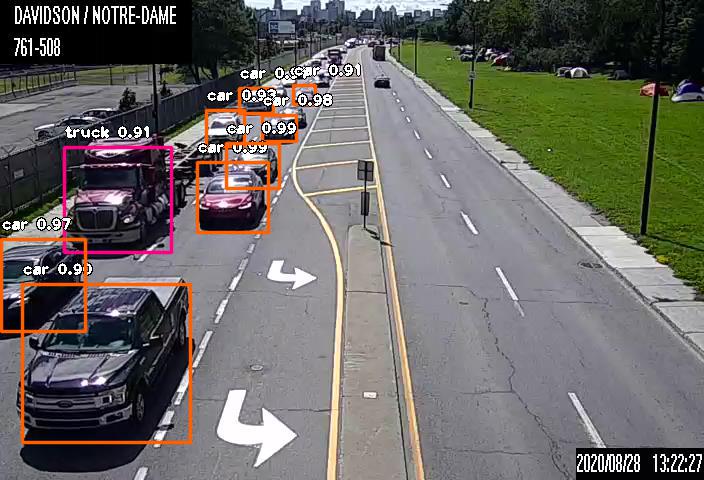 DAVIDSON / NOTRE-DAME
761-508
car 0.91
car 0.93
car 0.98
truck 0.91
car 0.99
car 0.99
car 0.97
car 0.90
2020/08/28 13:22:27